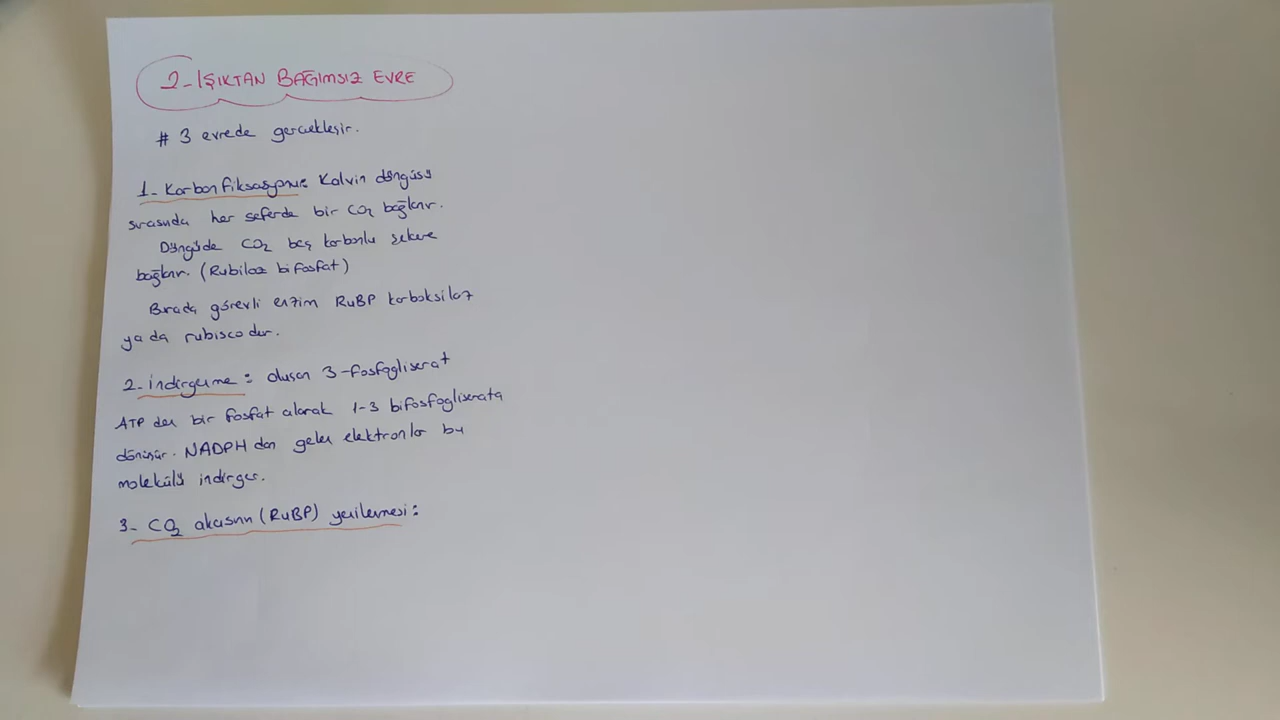 2-IŞIKTAN BAĞIMSIZ EVRE
# 3 evrede gerçekleşir.
1- Karbon fiksasyonu: Kalvin döngüsü
sırasında her seferde bir CO2 bağlanır.
Döngüde CO2 beş karbonlu şekere
bağlanır. (Rubiloz bifosfat)
Burada görevli enzim RuBP karboksilaz
ya da rubiscodur.
2- İndirgeme: oluşan 3-fosfogliserat
ATP den bir fosfat alarak 1-3 bifosfogliserata
dönüşür. NADPH dan gelen elektronlar bu
molekülü indirger.
3- CO2 alıcısının (RuBP) yenilenmesi: